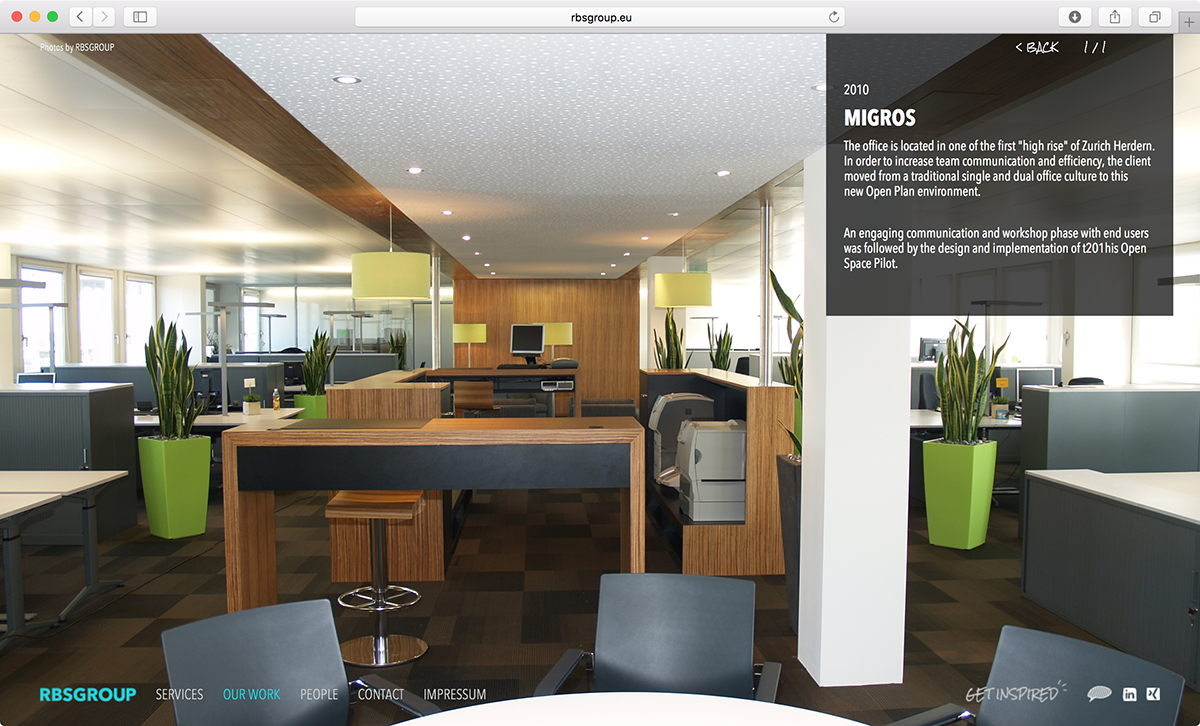 rbsgroup.eu
Photos by RBSGROUP
< BACK 1 / 1
2010
MIGROS
The office is located in one of the first "high rise" of Zurich Herdern.
In order to increase team communication and efficiency, the client
moved from a traditional single and dual office culture to this
new Open Plan environment.
An engaging communication and workshop phase with end users
was followed by the design and implementation of t201his Open
Space Pilot.
RBSGROUP SERVICES OUR WORK PEOPLE CONTACT IMPRESSUM GET INSPIRED in